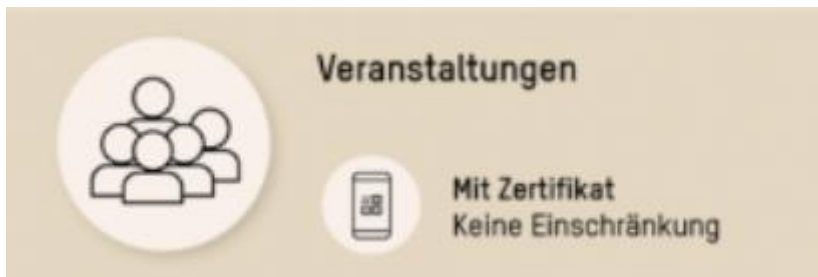 Veranstaltungen
Mit Zertifikat
Keine Einschränkung